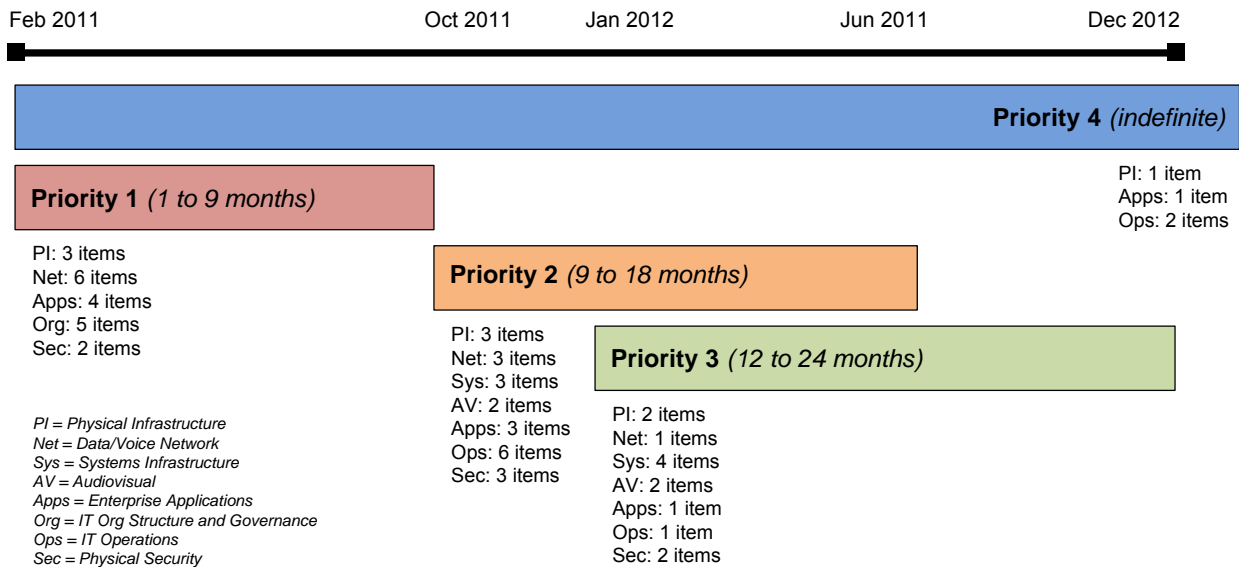 Feb 2011 Oct 2011 Jan 2012 Jun 2011 Dec 2012
Priority 4 (indefinite)
PI: 1 item
Apps: 1 item
Ops: 2 items
Priority 1 (1 to 9 months)
PI: 3 items
Net: 6 items
Apps: 4 items
Org: 5 items
Sec: 2 items
Priority 2 (9 to 18 months)
PI: 3 items
Net: 3 items
Sys: 3 items
AV: 2 items
Apps: 3 items
Ops: 6 items
Sec: 3 items
Priority 3 (12 to 24 months)
PI: 2 items
Net: 1 items
Sys: 4 items
AV: 2 items
Apps: 1 item
Ops: 1 item
Sec: 2 items
PI = Physical Infrastructure
Net = Data/Voice Network
Sys = Systems Infrastructure
AV = Audiovisual
Apps = Enterprise Applications
Org = IT Org Structure and Governance
Ops = IT Operations
Sec = Physical Security